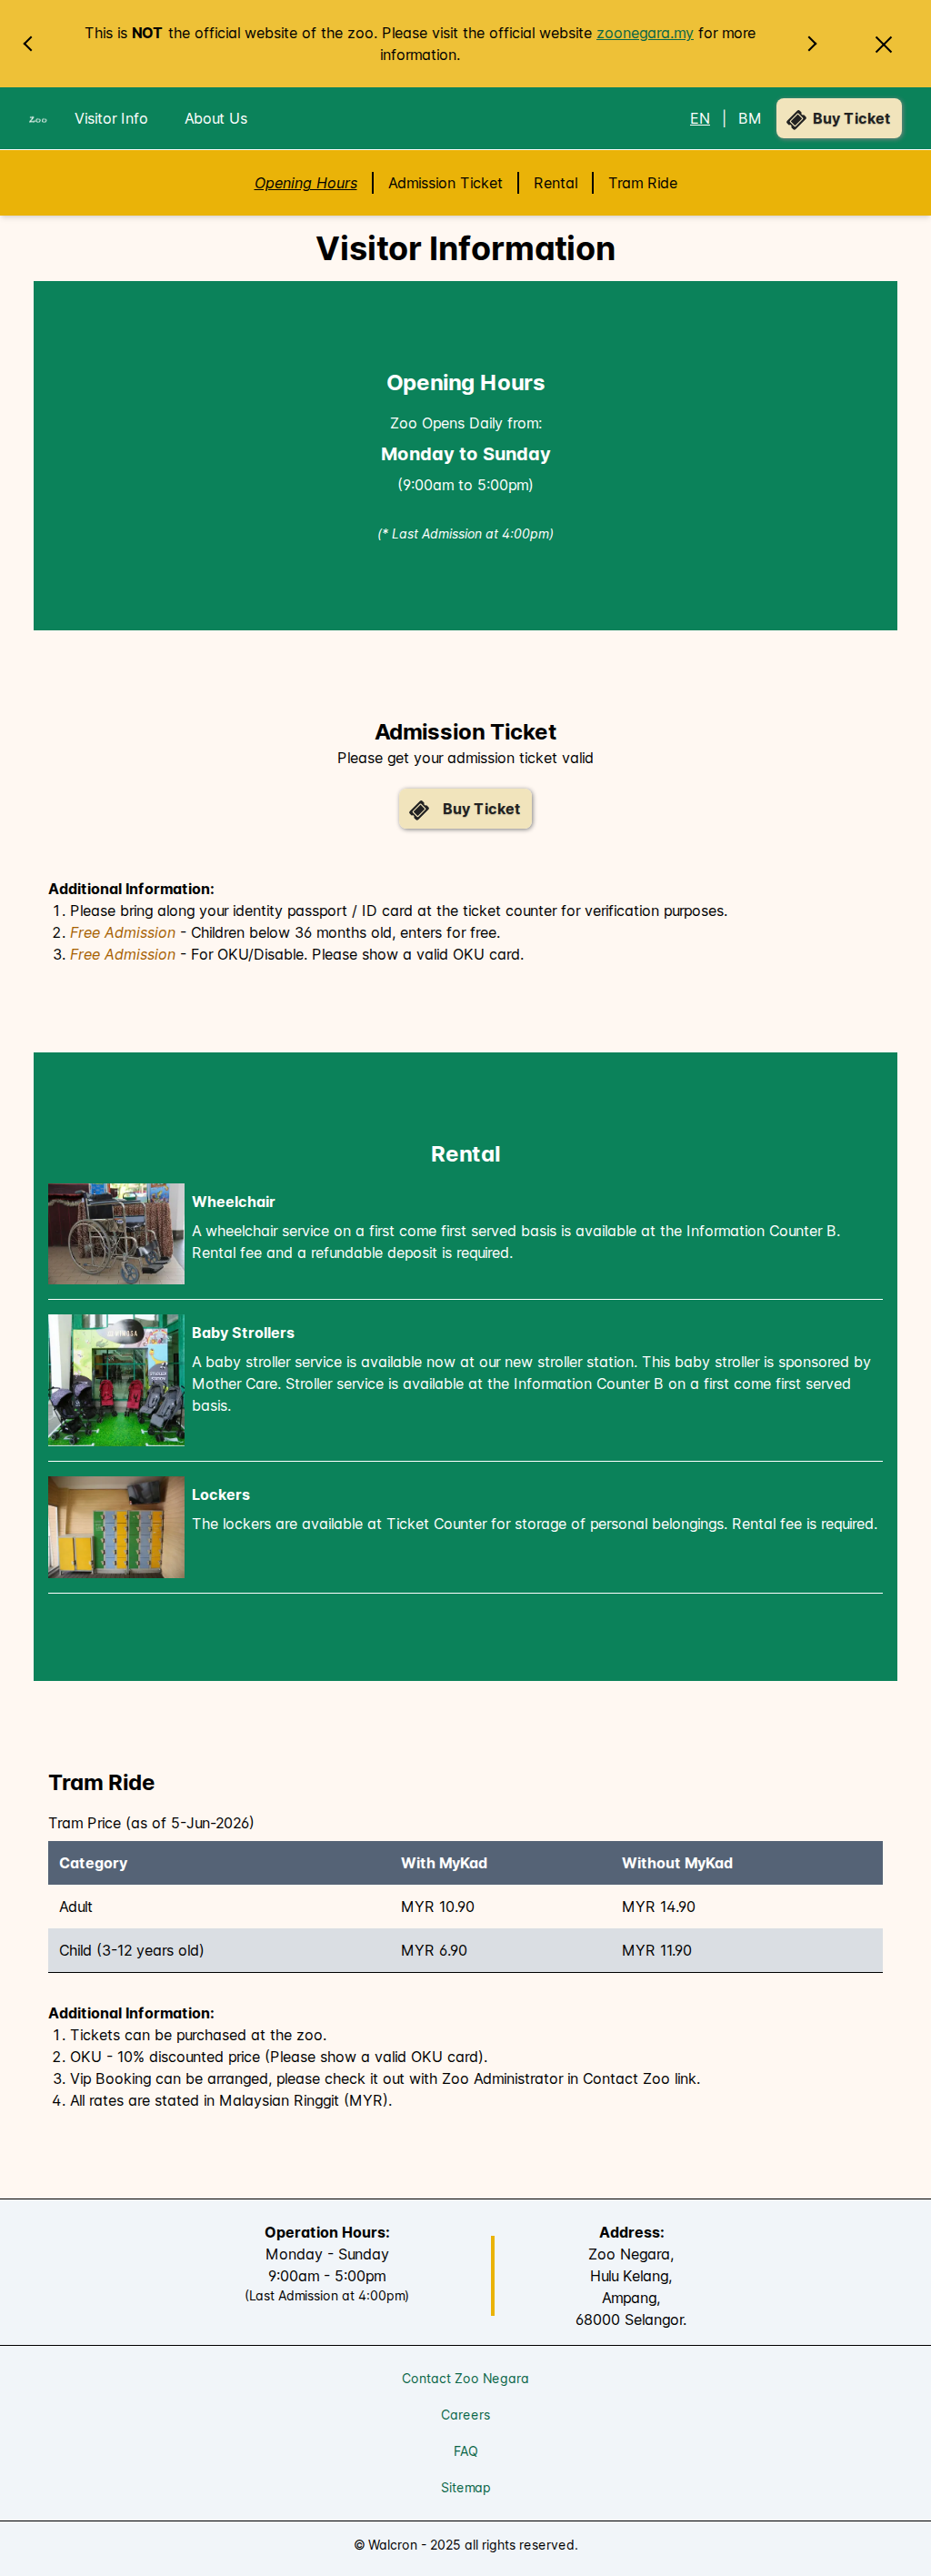 This is NOT the official website of the zoo. Please visit the official website zoonegara.my for more
information.
Zoo
Visitor Info
About Us
EN | BM
Buy Ticket
Opening Hours
Admission Ticket
Rental
Tram Ride
Visitor Information
Opening Hours
Zoo Opens Daily from:
Monday to Sunday
(9:00am to 5:00pm)
(* Last Admission at 4:00pm)
Admission Ticket
Please get your admission ticket valid
Buy Ticket
Additional Information:
1. Please bring along your identity passport / ID card at the ticket counter for verification purposes.
2. Free Admission - Children below 36 months old, enters for free.
3. Free Admission - For OKU/Disable. Please show a valid OKU card.
Rental
Wheelchair
A wheelchair service on a first come first served basis is available at the Information Counter B.
Rental fee and a refundable deposit is required.
Baby Strollers
A baby stroller service is available now at our new stroller station. This baby stroller is sponsored by
Mother Care. Stroller service is available at the Information Counter B on a first come first served
basis.
Lockers
The lockers are available at Ticket Counter for storage of personal belongings. Rental fee is required.
Tram Ride
Tram Price (as of 5-Jun-2026)
Category With MyKad Without MyKad
Adult MYR 10.90 MYR 14.90
Child (3-12 years old) MYR 6.90 MYR 11.90
Additional Information:
1. Tickets can be purchased at the zoo.
2. OKU - 10% discounted price (Please show a valid OKU card).
3. Vip Booking can be arranged, please check it out with Zoo Administrator in Contact Zoo link.
4. All rates are stated in Malaysian Ringgit (MYR).
Operation Hours:
Monday - Sunday
9:00am - 5:00pm
(Last Admission at 4:00pm)
Address:
Zoo Negara,
Hulu Kelang,
Ampang,
68000 Selangor.
Contact Zoo Negara
Careers
FAQ
Sitemap
© Walcron - 2025 all rights reserved.